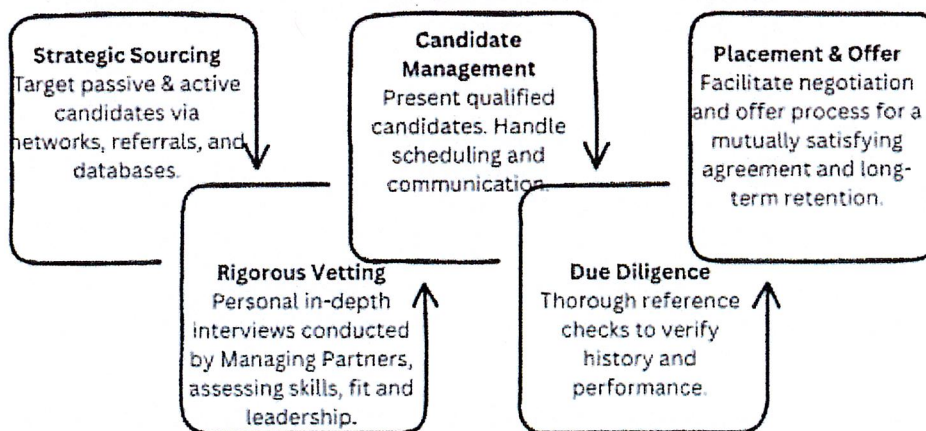 Strategic Sourcing
Target passive & active
candidates via
networks, referrals, and
databases.
Rigorous Vetting
Personal in-depth
interviews conducted
by Managing Partners,
assessing skills, fit and
leadership.
Candidate
Management
Present qualified
candidates. Handle
scheduling and
communication.
Due Diligence
Thorough reference
checks to verify
history and
performance.
Placement & Offer
Facilitate negotiation
and offer process for a
mutually satisfying
agreement and long-
term retention.